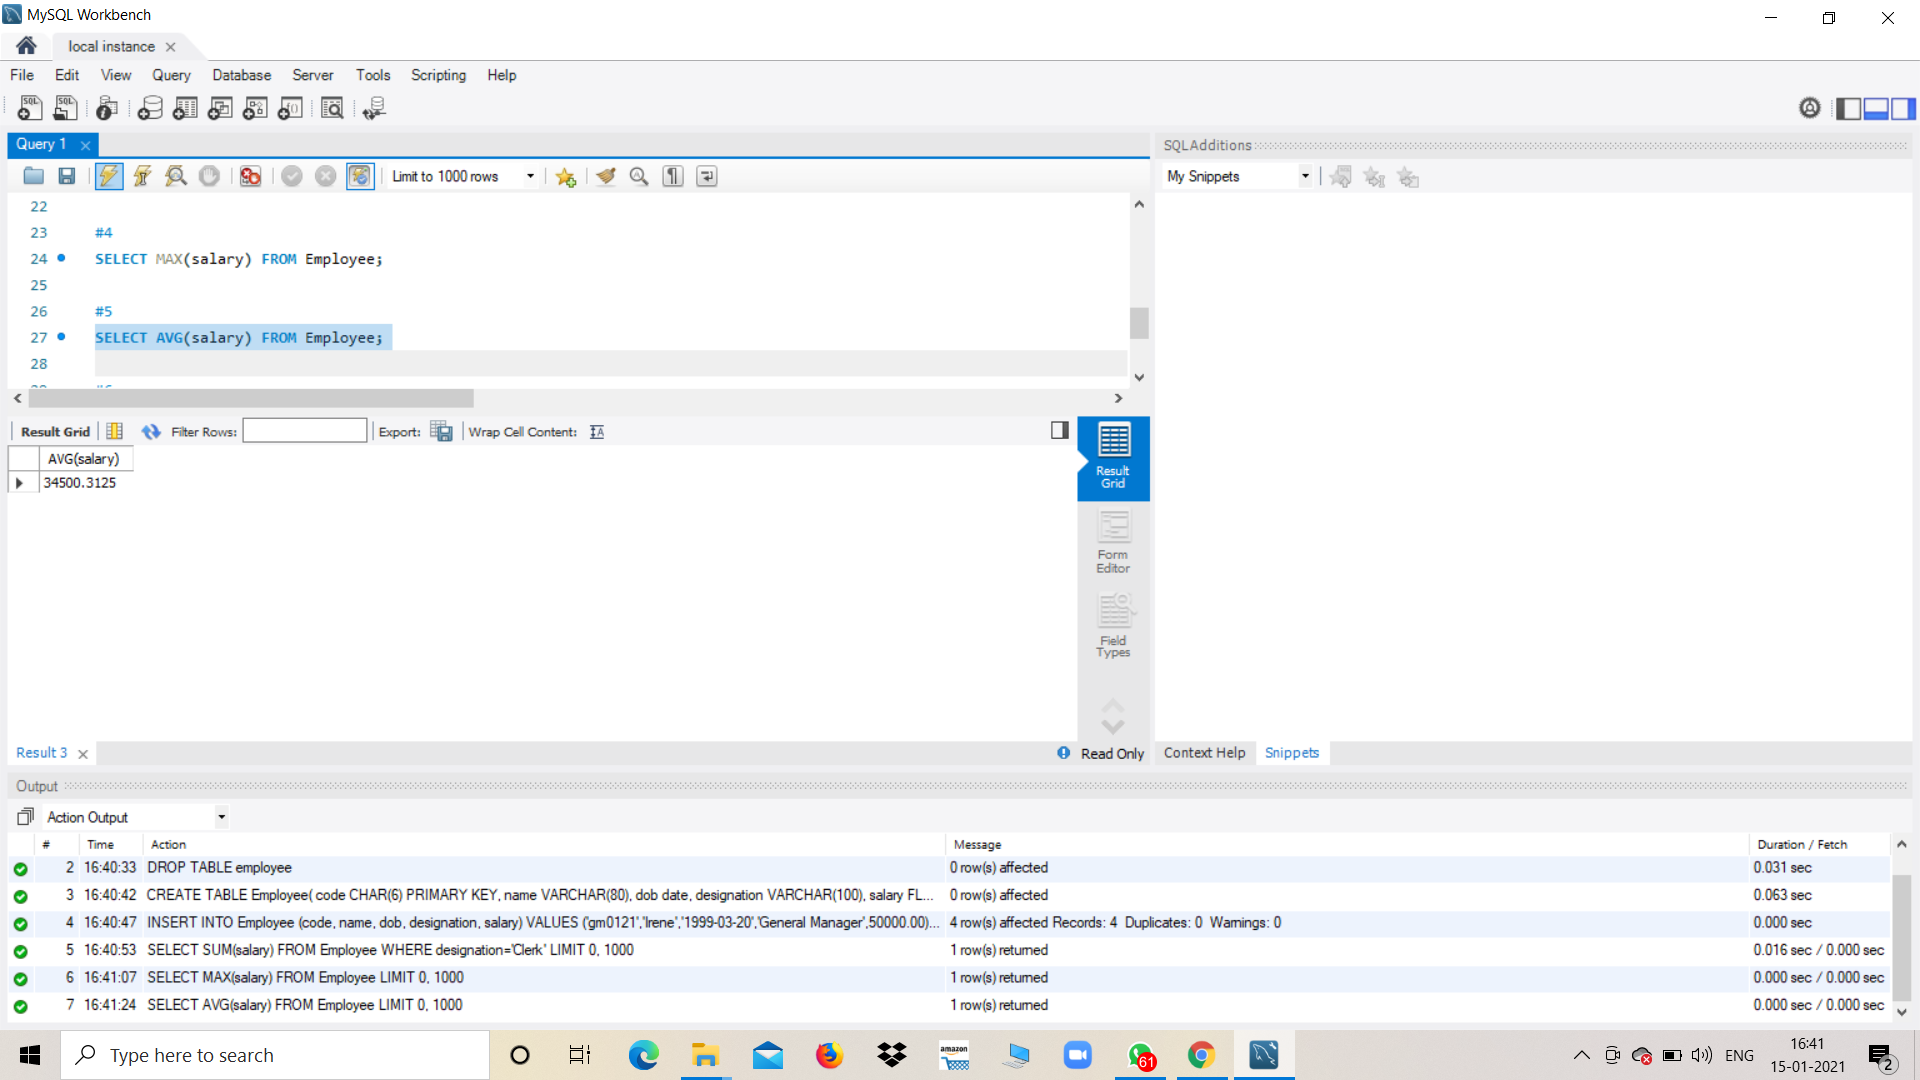 MySQL Workbench
local instance
File Edit View Query Database Server Tools Scripting Help
Query 1
SQLAdditions
Limit to 1000 rows
My Snippets
22
23 #4
24 SELECT MAX(salary) FROM Employee;
25
26 #5
27 SELECT AVG(salary) FROM Employee;
28
Result Grid Filter Rows: Export: Wrap Cell Content:
AVG(salary)
34500.3125
Result
Grid
Form
Editor
Field
Types
Result 3
Read Only
Context Help Snippets
Output
Action Output
# Time Action Message Duration / Fetch
2 16:40:33 DROP TABLE employee 0 row(s) affected 0.031 sec
3 16:40:42 CREATE TABLE Employee( code CHAR(6) PRIMARY KEY, name VARCHAR(80), dob date, designation VARCHAR(100), salary FL... 0 row(s) affected 0.063 sec
4 16:40:47 INSERT INTO Employee (code, name, dob, designation, salary) VALUES ('gm0121','Irene','1999-03-20','General Manager',50000.00)... 4 row(s) affected Records: 4 Duplicates: 0 Warnings: 0 0.000 sec
5 16:40:53 SELECT SUM(salary) FROM Employee WHERE designation='Clerk' LIMIT 0, 1000 1 row(s) returned 0.016 sec / 0.000 sec
6 16:41:07 SELECT MAX(salary) FROM Employee LIMIT 0, 1000 1 row(s) returned 0.000 sec / 0.000 sec
7 16:41:24 SELECT AVG(salary) FROM Employee LIMIT 0, 1000 1 row(s) returned 0.000 sec / 0.000 sec
Type here to search
amazon
61
ENG
16:41
15-01-2021
2